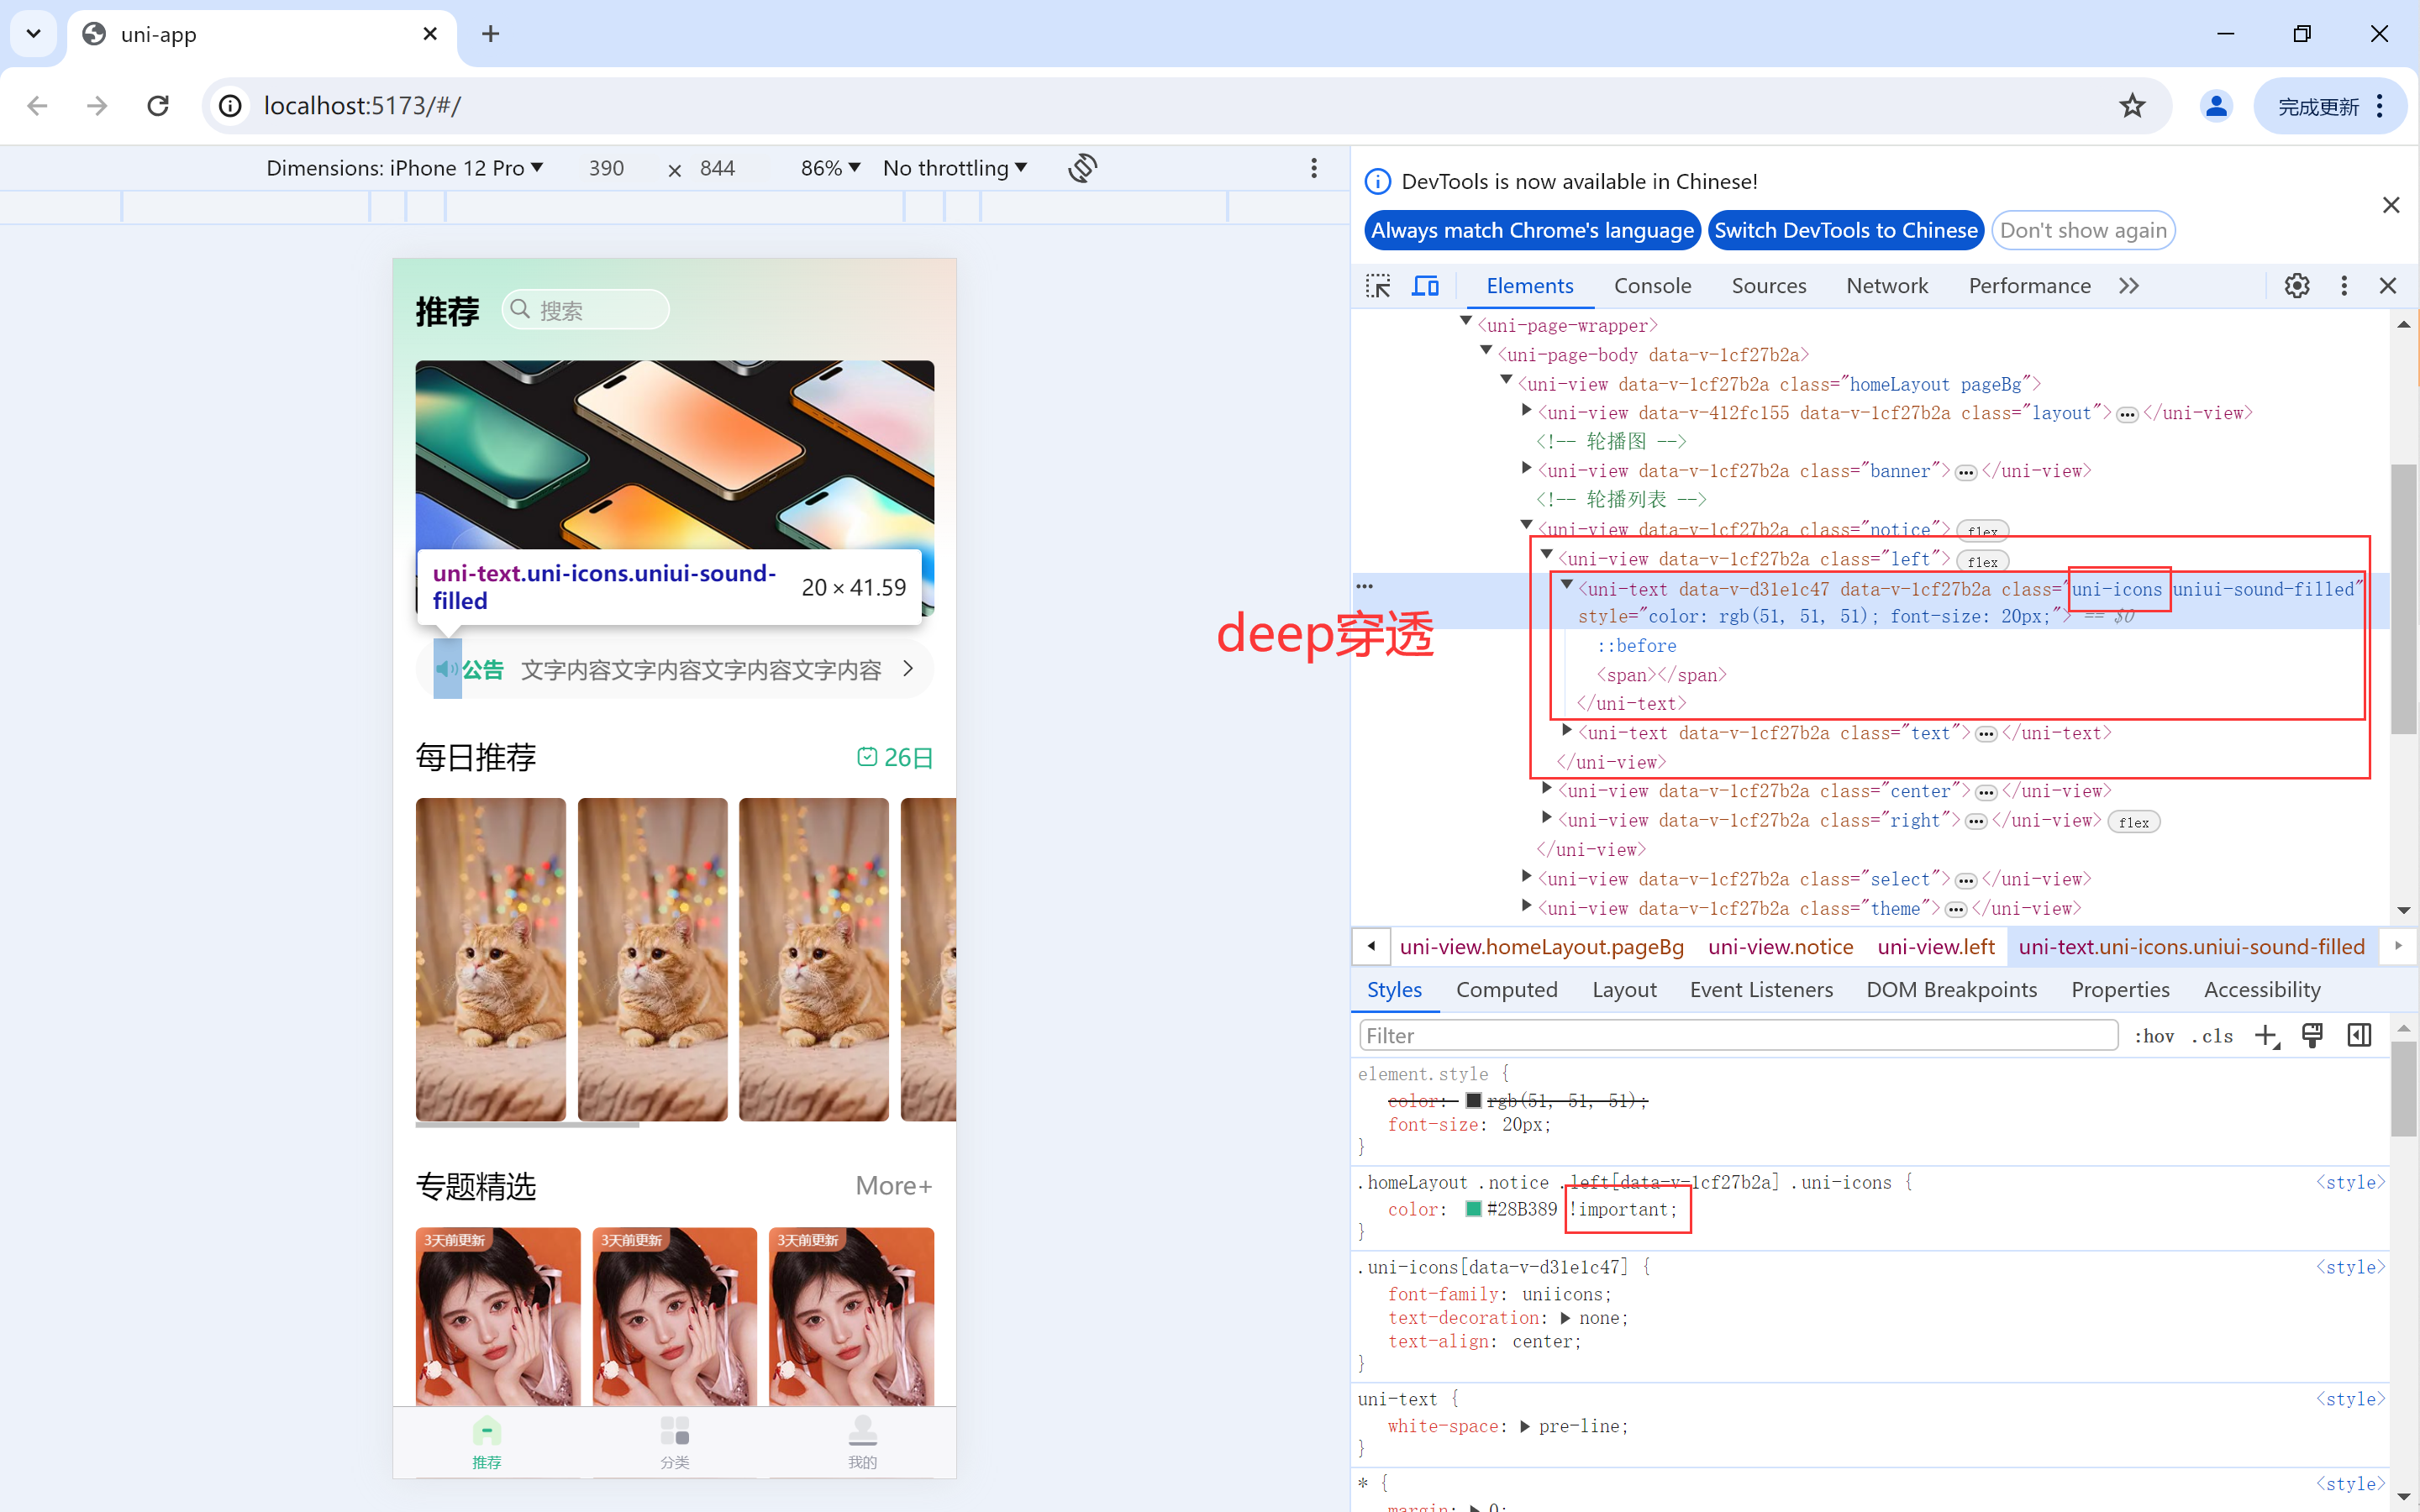 uni-app
localhost:5173/#/
完成更新
Dimensions: iPhone 12 Pro
390 × 844
86%
No throttling
推荐
搜索
uni-text.uni-icons.uniui-sound-
filled
20 × 41.59
公告
文字内容文字内容文字内容文字内容
每日推荐
26日
专题精选
More+
3天前更新
3天前更新
3天前更新
推荐
分类
我的
deep穿透
DevTools is now available in Chinese!
Always match Chrome's language
Switch DevTools to Chinese
Don't show again
Elements
Console
Sources
Network
Performance
<uni-page-wrapper>
<uni-page-body data-v-1cf27b2a>
<uni-view data-v-1cf27b2a class="homeLayout pageBg">
<uni-view data-v-412fc155 data-v-1cf27b2a class="layout">…</uni-view>
<!-- 轮播图 -->
<uni-view data-v-1cf27b2a class="banner">…</uni-view>
<!-- 轮播列表 -->
<uni-view data-v-1cf27b2a class="notice"> flex
<uni-view data-v-1cf27b2a class="left"> flex
<uni-text data-v-d31e1c47 data-v-1cf27b2a class="uni-icons uniui-sound-filled"
style="color: rgb(51, 51, 51); font-size: 20px;"> == $0
::before
<span></span>
</uni-text>
<uni-text data-v-1cf27b2a class="text">…</uni-text>
</uni-view>
<uni-view data-v-1cf27b2a class="center">…</uni-view>
<uni-view data-v-1cf27b2a class="right">…</uni-view> flex
</uni-view>
<uni-view data-v-1cf27b2a class="select">…</uni-view>
<uni-view data-v-1cf27b2a class="theme">…</uni-view>
uni-view.homeLayout.pageBg
uni-view.notice
uni-view.left
uni-text.uni-icons.uniui-sound-filled
Styles
Computed
Layout
Event Listeners
DOM Breakpoints
Properties
Accessibility
Filter
:hov
.cls
element.style {
color: rgb(51, 51, 51);
font-size: 20px;
}
.homeLayout .notice .left[data-v-1cf27b2a] .uni-icons {
<style>
color: #28B389 !important;
}
.uni-icons[data-v-d31e1c47] {
<style>
font-family: uniicons;
text-decoration: none;
text-align: center;
}
uni-text {
<style>
white-space: pre-line;
}
* {
<style>
margin: 0;